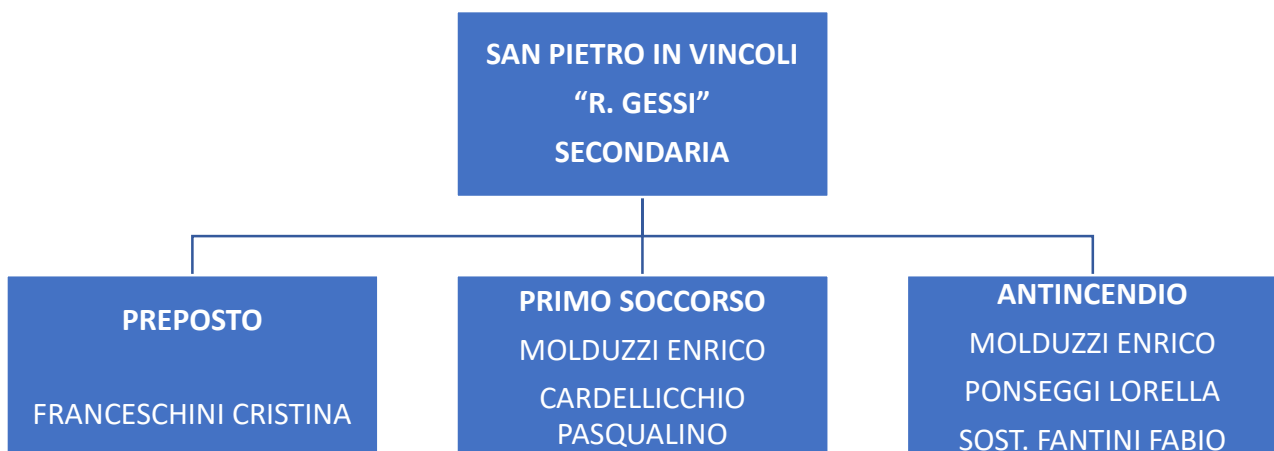 SAN PIETRO IN VINCOLI
“R. GESSI”
SECONDARIA
PREPOSTO
FRANCESCHINI CRISTINA
PRIMO SOCCORSO
MOLDUZZI ENRICO
CARDELLICCHIO
PASQUALINO
ANTINCENDIO
MOLDUZZI ENRICO
PONSEGGI LORELLA
SOST. FANTINI FABIO